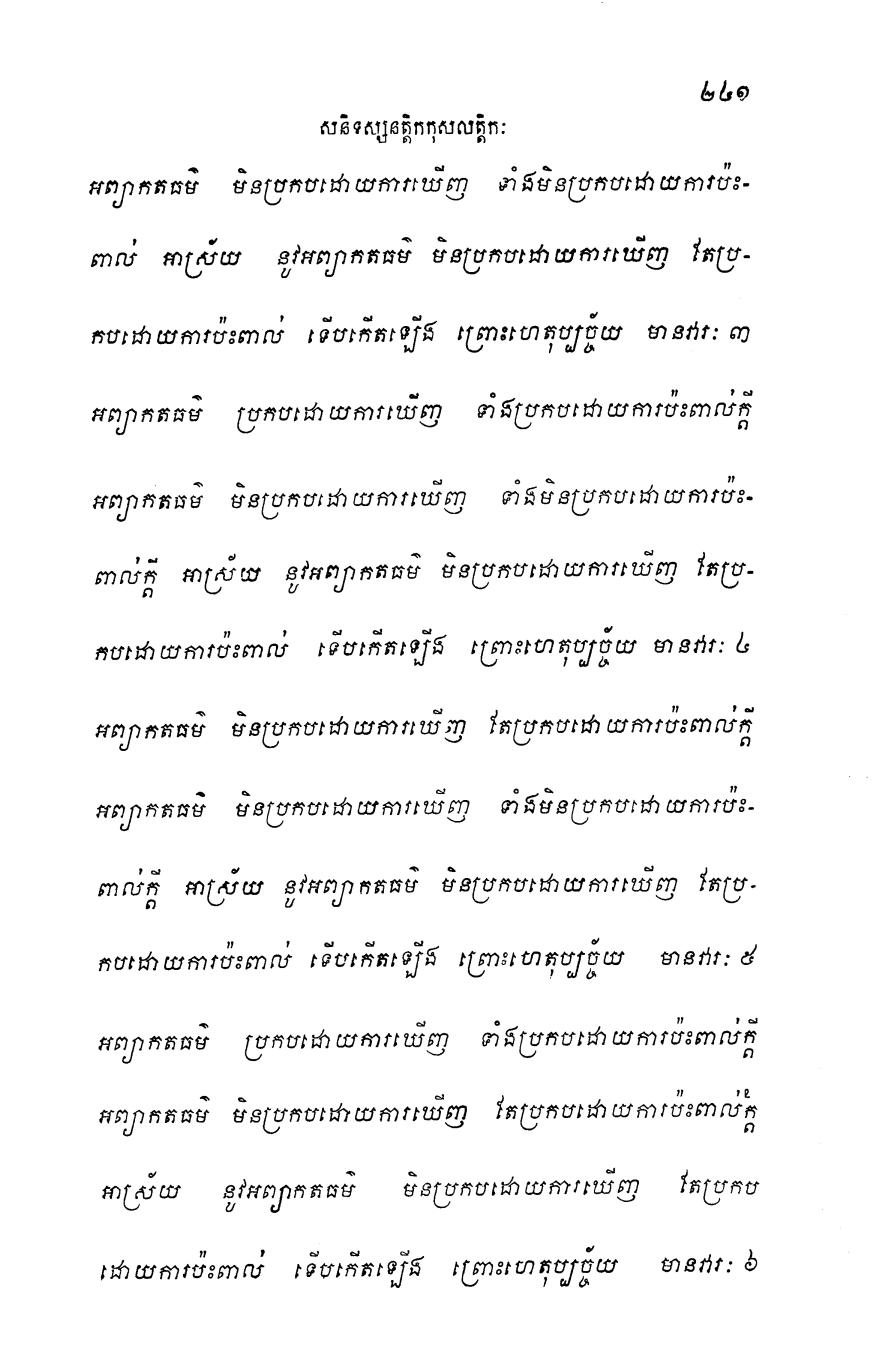 ២៤១
សនិទស្សនត្តិកកុសលត្តិកៈ
អព្យាកតធម៌ មិនប្រកបដោយការឃើញ ទាំងមិនប្រកបដោយការប៉ះ-
ពាល់ អាស្រ័យ នូវអព្យាកតធម៌ មិនប្រកបដោយការឃើញ តែប្រ-
កបដោយការប៉ះពាល់ ទើបកើតឡើង ព្រោះហេតុប្បច្ច័យ មានវារៈ ៣
អព្យាកតធម៌ ប្រកបដោយការឃើញ ទាំងប្រកបដោយការប៉ះពាល់ក្តី
អព្យាកតធម៌ មិនប្រកបដោយការឃើញ ទាំងមិនប្រកបដោយការប៉ះ-
ពាល់ក្តី អាស្រ័យ នូវអព្យាកតធម៌ មិនប្រកបដោយការឃើញ តែប្រ-
កបដោយការប៉ះពាល់ ទើបកើតឡើង ព្រោះហេតុប្បច្ច័យ មានវារៈ ៤
អព្យាកតធម៌ មិនប្រកបដោយការឃើញ តែប្រកបដោយការប៉ះពាល់ក្តី
អព្យាកតធម៌ មិនប្រកបដោយការឃើញ ទាំងមិនប្រកបដោយការប៉ះ-
ពាល់ក្តី អាស្រ័យ នូវអព្យាកតធម៌ មិនប្រកបដោយការឃើញ តែប្រ-
កបដោយការប៉ះពាល់ ទើបកើតឡើង ព្រោះហេតុប្បច្ច័យ មានវារៈ ៥
អព្យាកតធម៌ ប្រកបដោយការឃើញ ទាំងប្រកបដោយការប៉ះពាល់ក្តី
អព្យាកតធម៌ មិនប្រកបដោយការឃើញ តែប្រកបដោយការប៉ះពាល់ក្តី
អាស្រ័យ នូវអព្យាកតធម៌ មិនប្រកបដោយការឃើញ តែប្រកប
ដោយការប៉ះពាល់ ទើបកើតឡើង ព្រោះហេតុប្បច្ច័យ មានវារៈ ៦